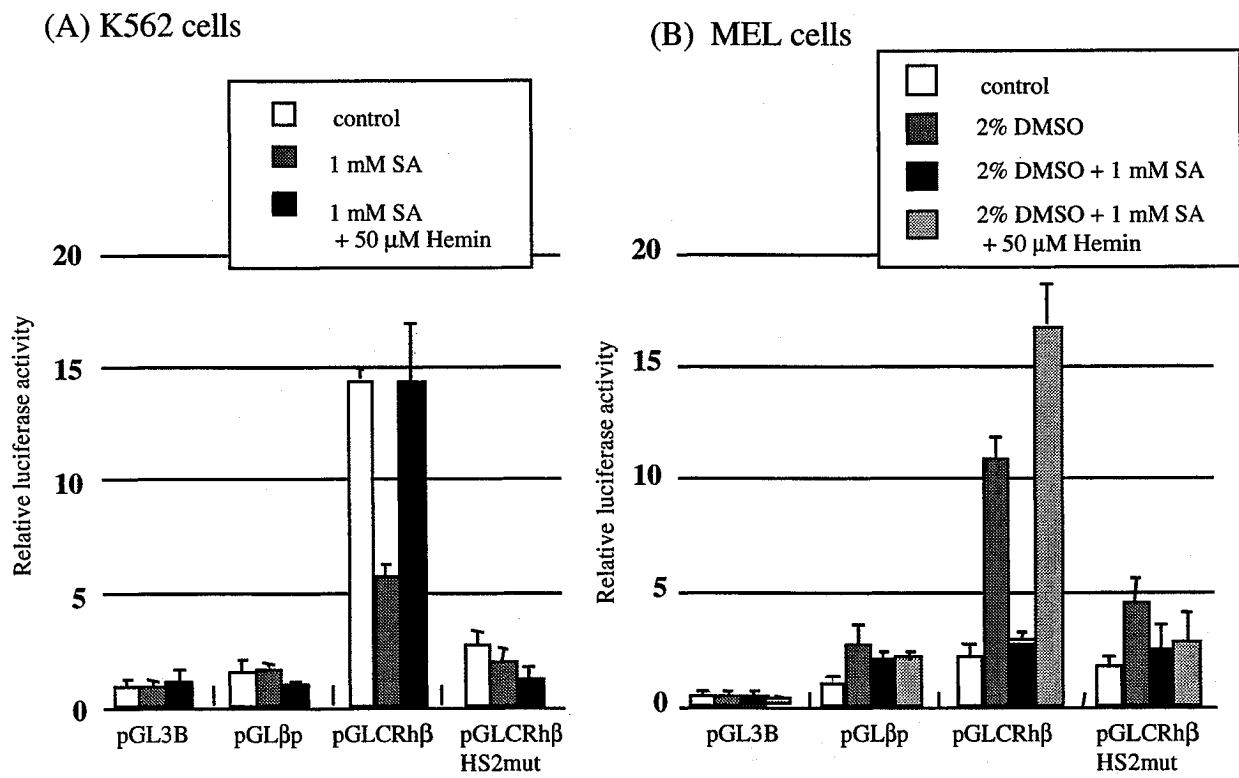 (A) K562 cells
control
1 mM SA
1 mM SA
+ 50 μM Hemin
20
15
10
5
0
Relative luciferase activity
pGL3B
pGLβp
pGLCRhβ
pGLCRhβ
HS2mut
(B) MEL cells
control
2% DMSO
2% DMSO + 1 mM SA
2% DMSO + 1 mM SA
+ 50 μM Hemin
20
15
10
5
0
Relative luciferase activity
pGL3B
pGLβp
pGLCRhβ
pGLCRhβ
HS2mut